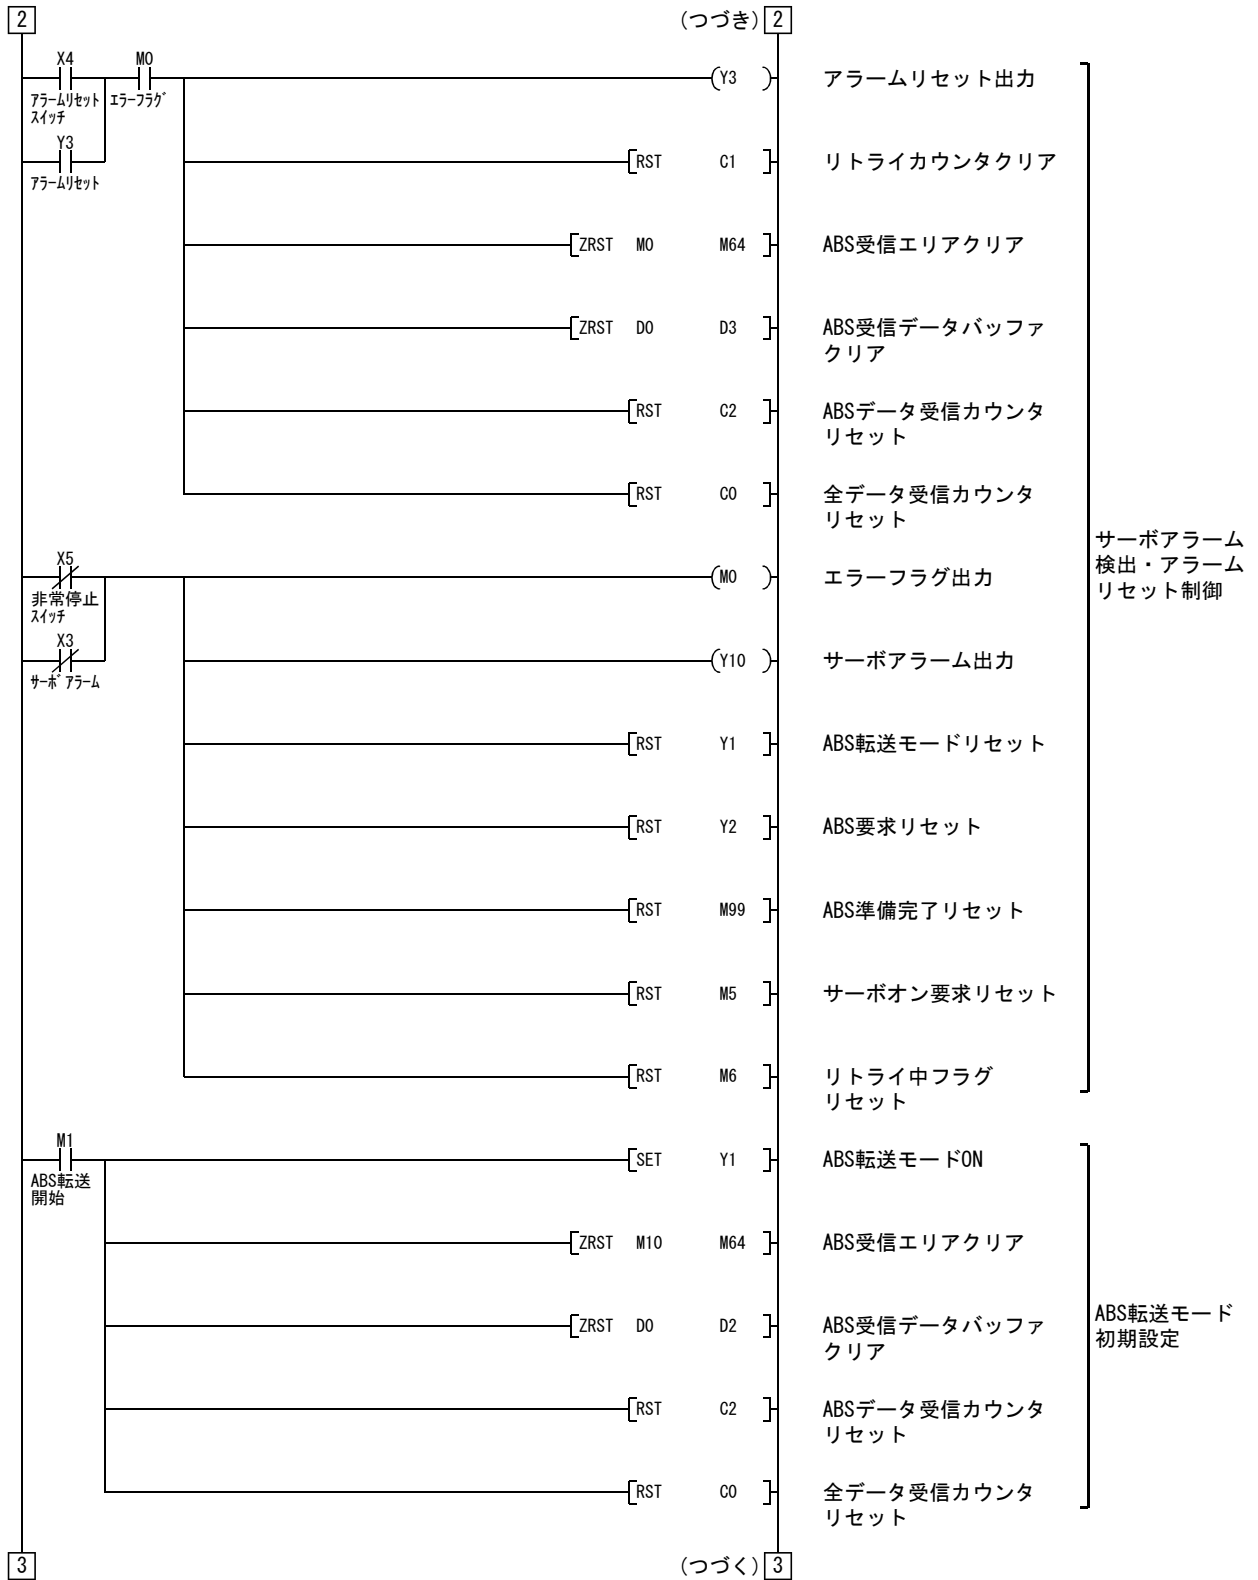 2 (つづき) 2
X4 M0
Y3 アラームリセット出力
アラームリセット エラーフラグ
スイッチ
Y3
アラームリセット
RST C1 リトライカウンタクリア
ZRST M0 M64 ABS受信エリアクリア
ZRST D0 D3 ABS受信データバッファ
クリア
RST C2 ABSデータ受信カウンタ
リセット
RST C0 全データ受信カウンタ
リセット
サーボアラーム
検出・アラーム
リセット制御
X5
M0 エラーフラグ出力
非常停止
スイッチ
X3
サーボアラーム
Y10 サーボアラーム出力
RST Y1 ABS転送モードリセット
RST Y2 ABS要求リセット
RST M99 ABS準備完了リセット
RST M5 サーボオン要求リセット
RST M6 リトライ中フラグ
リセット
M1
SET Y1 ABS転送モードON
ABS転送
開始
ZRST M10 M64 ABS受信エリアクリア
ZRST D0 D2 ABS受信データバッファ
クリア
ABS転送モード
初期設定
RST C2 ABSデータ受信カウンタ
リセット
RST C0 全データ受信カウンタ
リセット
3 (つづく) 3